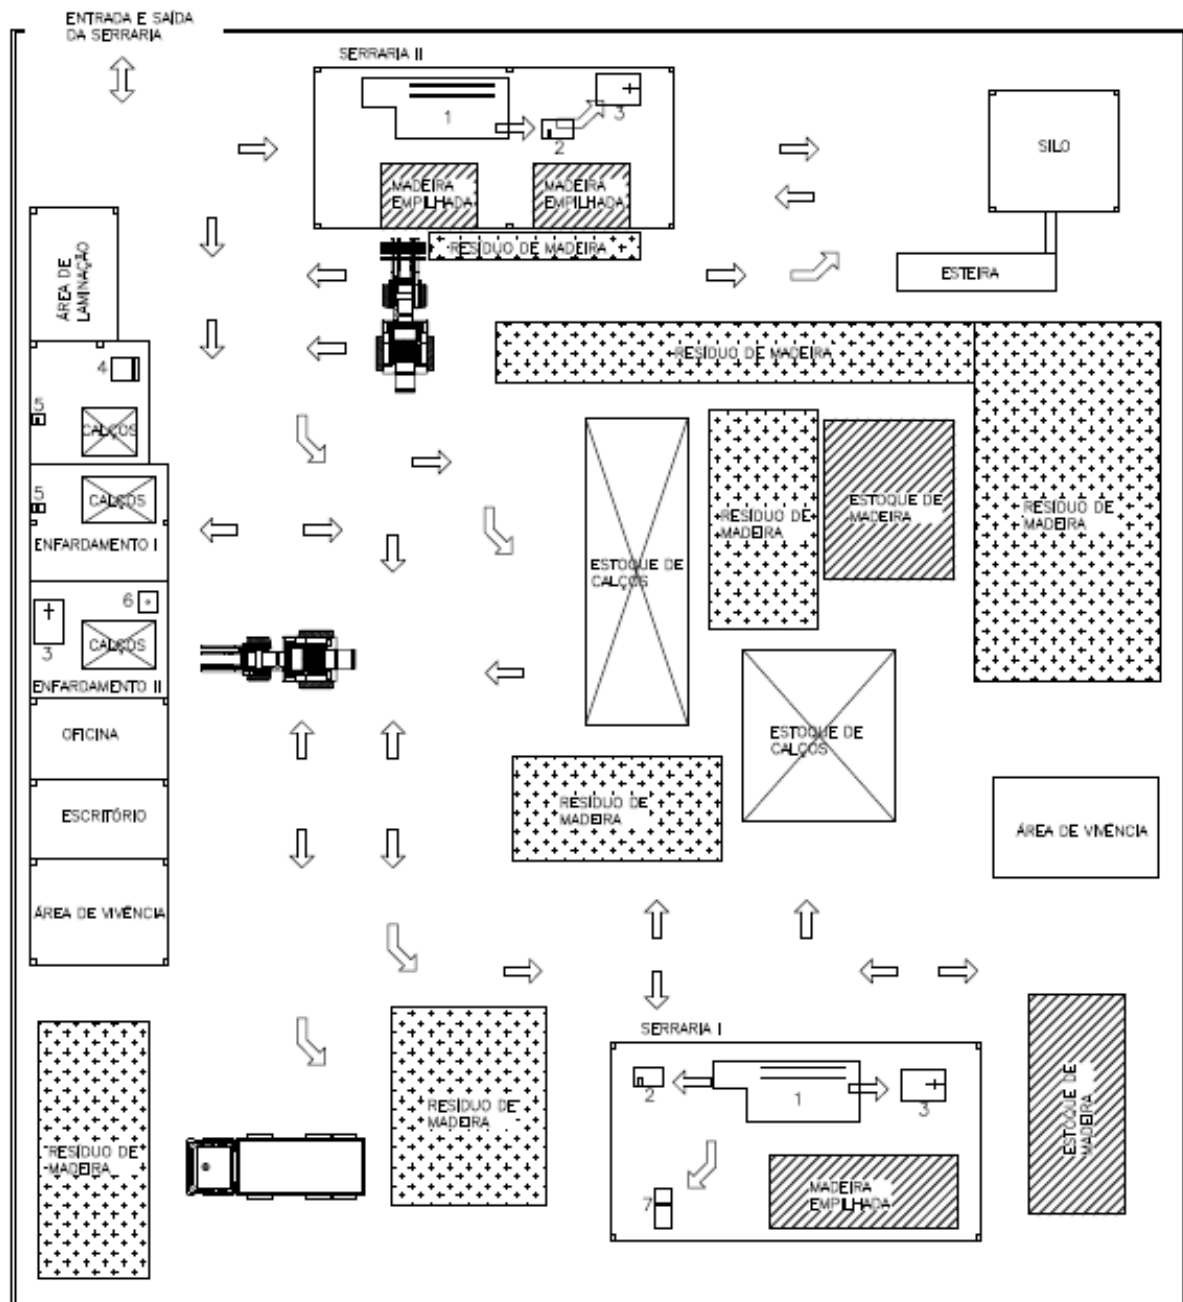 ENTRADA E SAÍDA
DA SERRARIA
SERRARIA II
1
2
3
MADEIRA
EMPILHADA
MADEIRA
EMPILHADA
RESÍDUO DE MADEIRA
SILO
ESTEIRA
ÁREA DE
LAMINAÇÃO
4
5
CALÇOS
RESÍDUO DE MADEIRA
5
CALÇOS
ENFARDAMENTO I
ESTOQUE DE
CALÇOS
RESÍDUO DE
MADEIRA
ESTOQUE DE
MADEIRA
RESÍDUO DE
MADEIRA
6
3
CALÇOS
ENFARDAMENTO II
OFICINA
ESTOQUE DE
CALÇOS
ESCRITÓRIO
RESÍDUO DE
MADEIRA
ÁREA DE VIVÊNCIA
ÁREA DE VIVÊNCIA
SERRARIA I
2
1
3
7
MADEIRA
EMPILHADA
ESTOQUE DE
MADEIRA
RESÍDUO DE
MADEIRA
RESÍDUO DE
MADEIRA